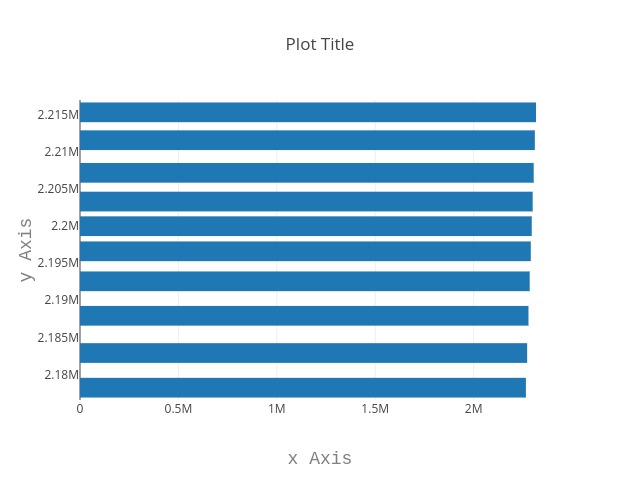 Plot Title
2.215M
2.21M
2.205M
2.2M
2.195M
2.19M
2.185M
2.18M
y Axis
0 0.5M 1M 1.5M 2M
x Axis